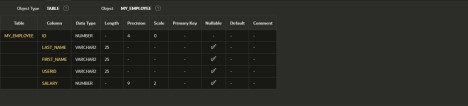 Object Type TABLE Object MY_EMPLOYEE
Table Column Data Type Length Precision Scale Primary Key Nullable Default Comment
MY_EMPLOYEE ID NUMBER - 4 0 - - - -
LAST_NAME VARCHAR2 25 - - - ✓ - -
FIRST_NAME VARCHAR2 25 - - - ✓ - -
USERID VARCHAR2 25 - - - ✓ - -
SALARY NUMBER - 9 2 - ✓ - -